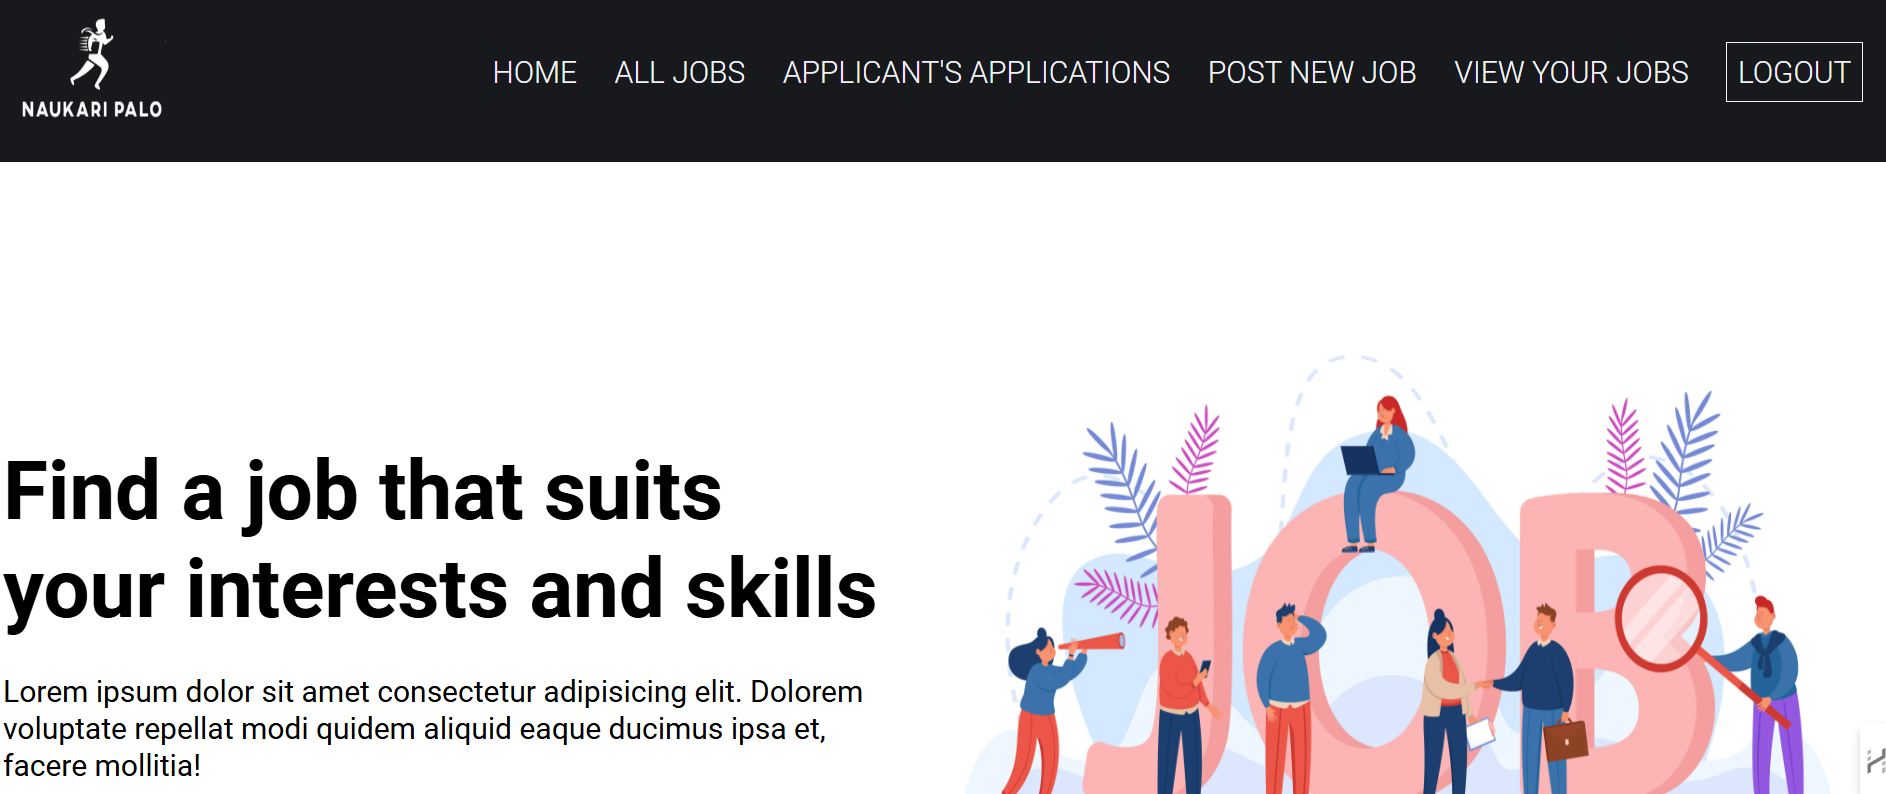 NAUKARI PALO
HOME ALL JOBS APPLICANT'S APPLICATIONS POST NEW JOB VIEW YOUR JOBS LOGOUT
Find a job that suits
your interests and skills
Lorem ipsum dolor sit amet consectetur adipisicing elit. Dolorem
voluptate repellat modi quidem aliquid eaque ducimus ipsa et,
facere mollitia!
JOB